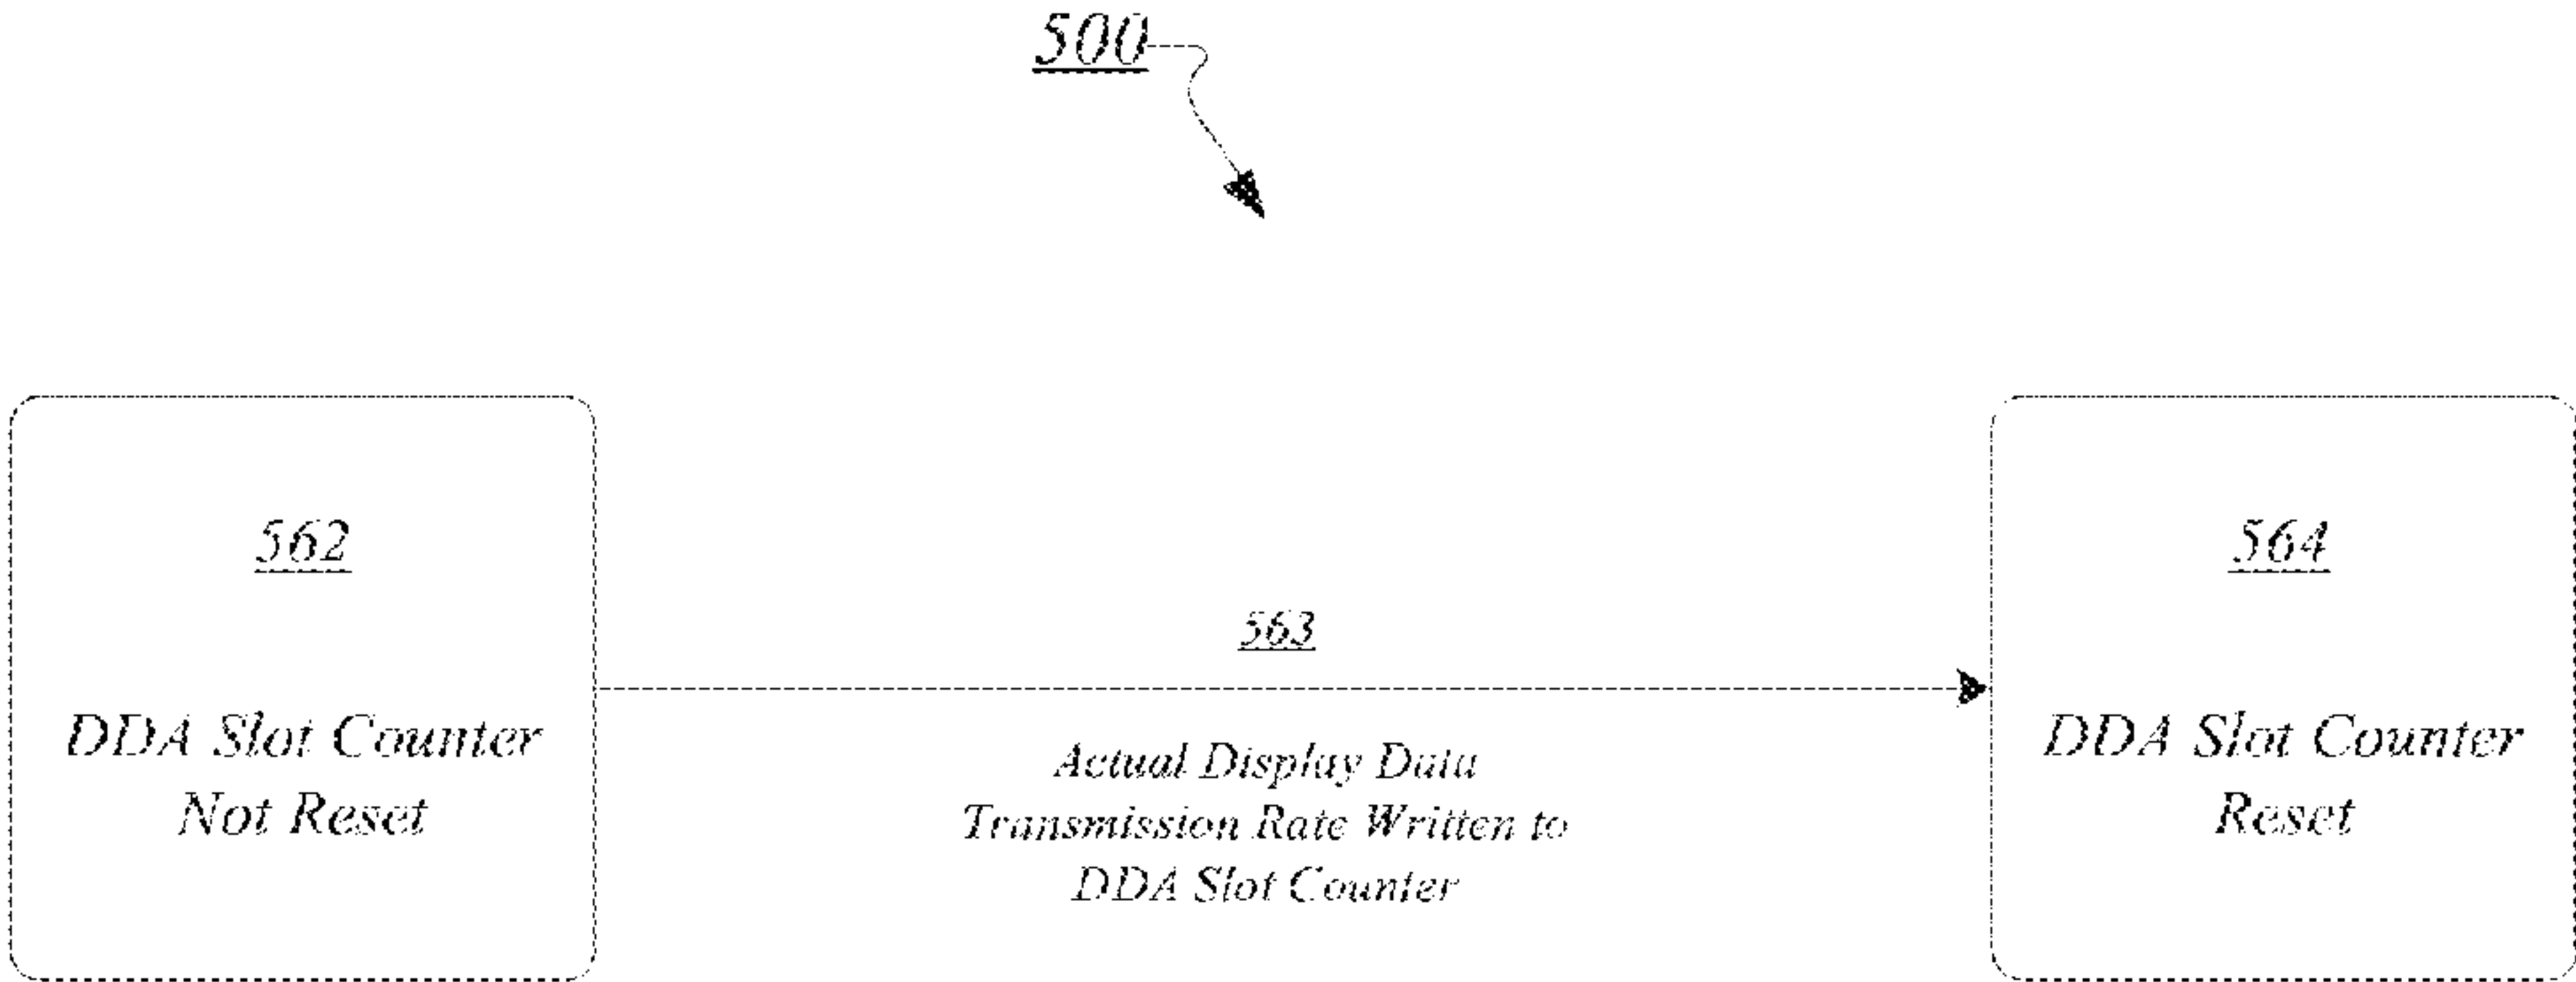 500
562
DDA Slot Counter
Not Reset
563
Actual Display Data
Transmission Rate Written to
DDA Slot Counter
564
DDA Slot Counter
Reset